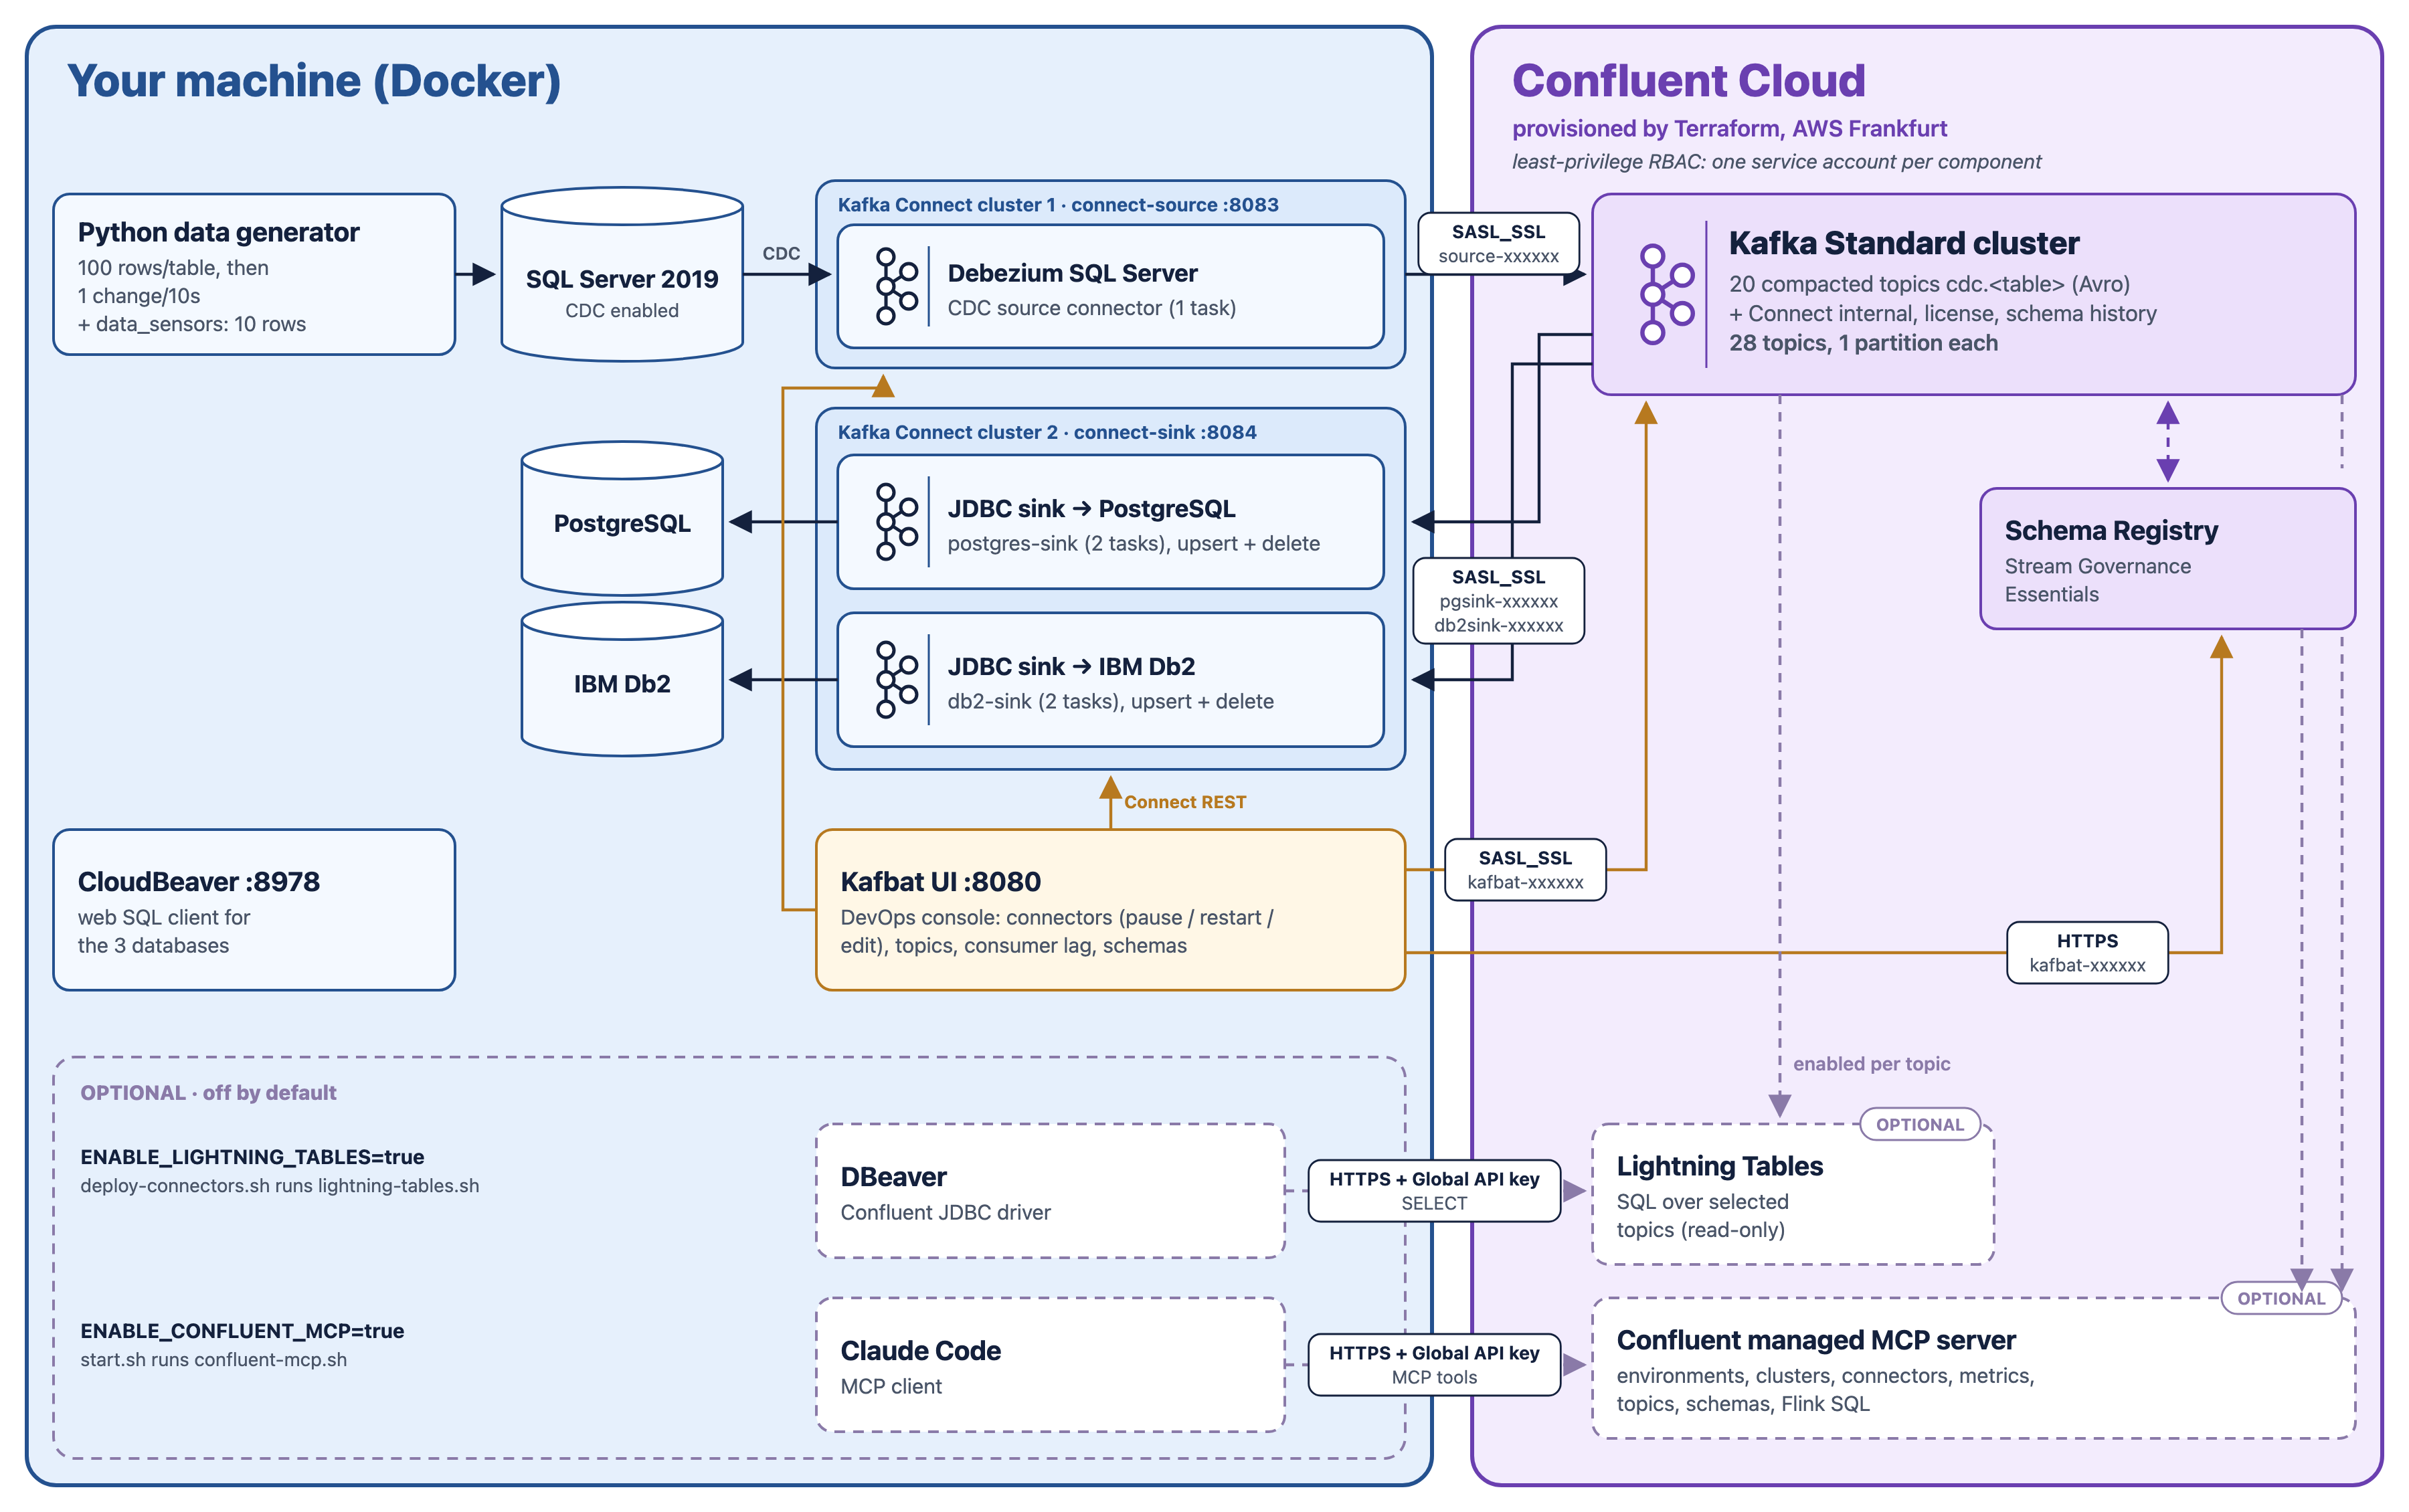 Your machine (Docker)
Confluent Cloud
provisioned by Terraform, AWS Frankfurt
least-privilege RBAC: one service account per component
Python data generator
100 rows/table, then
1 change/10s
+ data_sensors: 10 rows
SQL Server 2019
CDC enabled
CDC
Kafka Connect cluster 1 · connect-source :8083
Debezium SQL Server
CDC source connector (1 task)
SASL_SSL
source-xxxxxx
Kafka Standard cluster
20 compacted topics cdc.<table> (Avro)
+ Connect internal, license, schema history
28 topics, 1 partition each
Kafka Connect cluster 2 · connect-sink :8084
PostgreSQL
JDBC sink → PostgreSQL
postgres-sink (2 tasks), upsert + delete
SASL_SSL
pgsink-xxxxxx
db2sink-xxxxxx
Schema Registry
Stream Governance
Essentials
IBM Db2
JDBC sink → IBM Db2
db2-sink (2 tasks), upsert + delete
Connect REST
CloudBeaver :8978
web SQL client for
the 3 databases
Kafbat UI :8080
DevOps console: connectors (pause / restart /
edit), topics, consumer lag, schemas
SASL_SSL
kafbat-xxxxxx
HTTPS
kafbat-xxxxxx
enabled per topic
OPTIONAL · off by default
ENABLE_LIGHTNING_TABLES=true
deploy-connectors.sh runs lightning-tables.sh
DBeaver
Confluent JDBC driver
HTTPS + Global API key
SELECT
OPTIONAL
Lightning Tables
SQL over selected
topics (read-only)
ENABLE_CONFLUENT_MCP=true
start.sh runs confluent-mcp.sh
Claude Code
MCP client
HTTPS + Global API key
MCP tools
OPTIONAL
Confluent managed MCP server
environments, clusters, connectors, metrics,
topics, schemas, Flink SQL